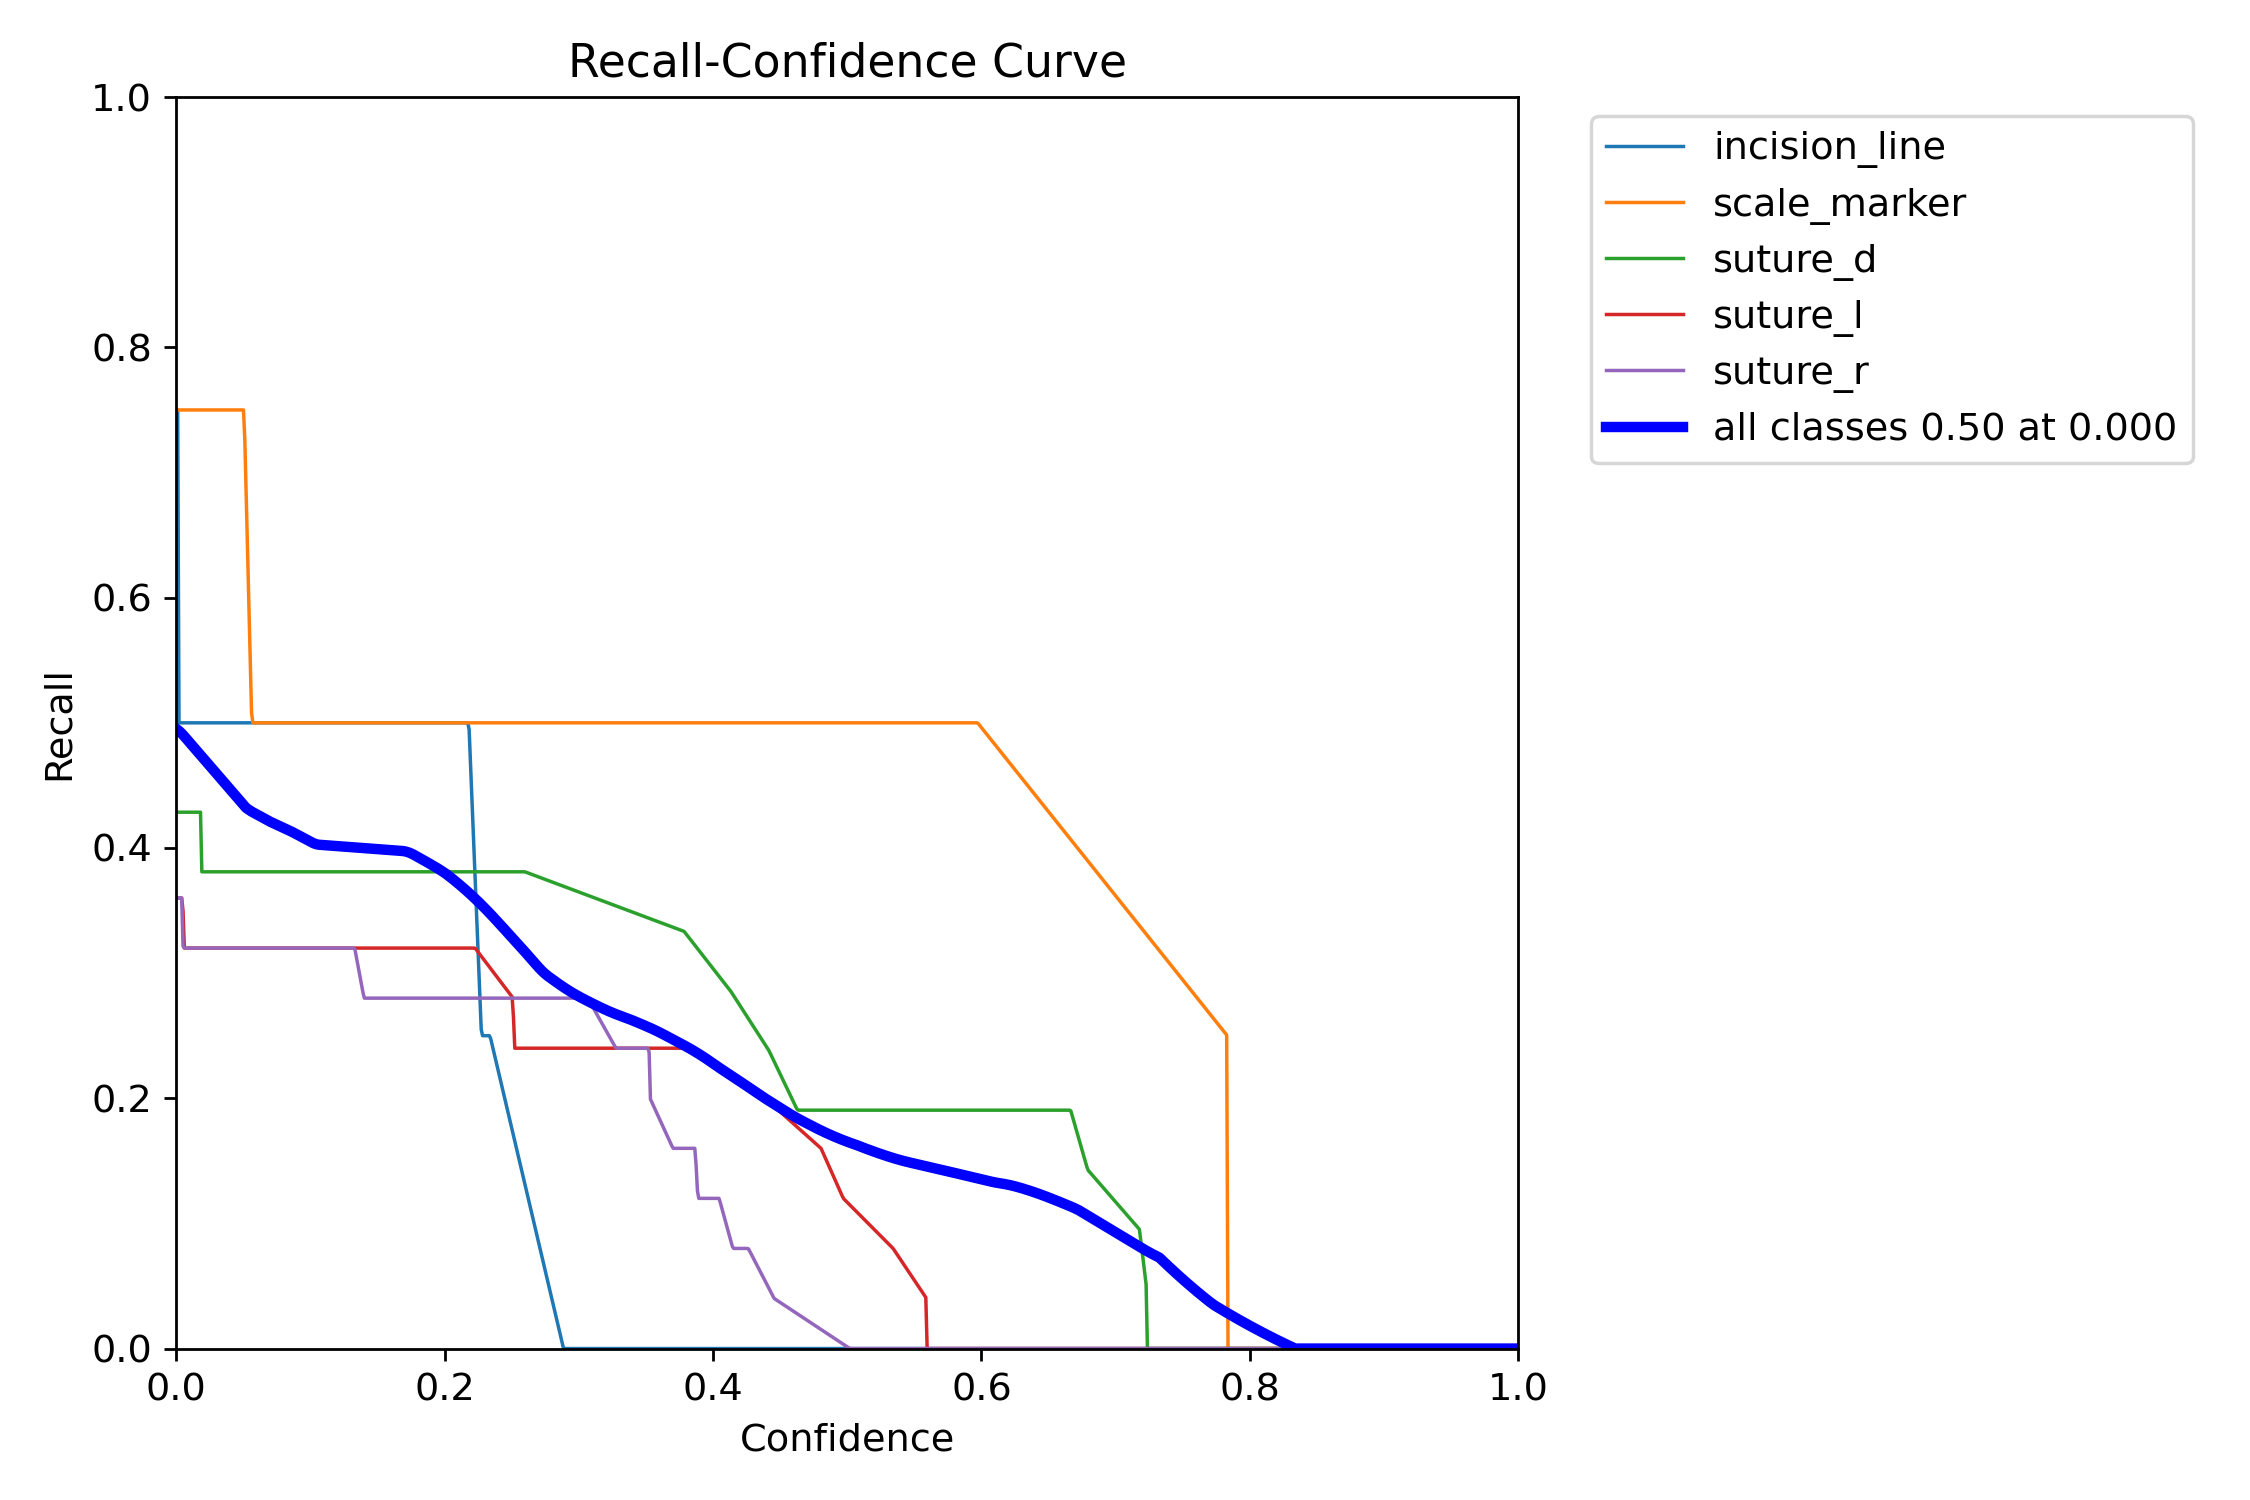 Recall-Confidence Curve
1.0
0.8
0.6
0.4
0.2
0.0
Recall
0.0 0.2 0.4 0.6 0.8 1.0
Confidence
incision_line
scale_marker
suture_d
suture_l
suture_r
all classes 0.50 at 0.000